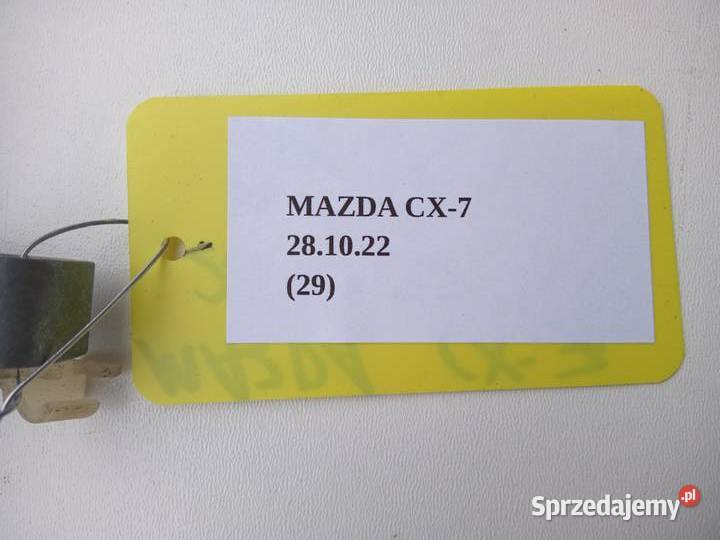 MAZDA CX-7
28.10.22
(29)
Sprzedajemy.pl